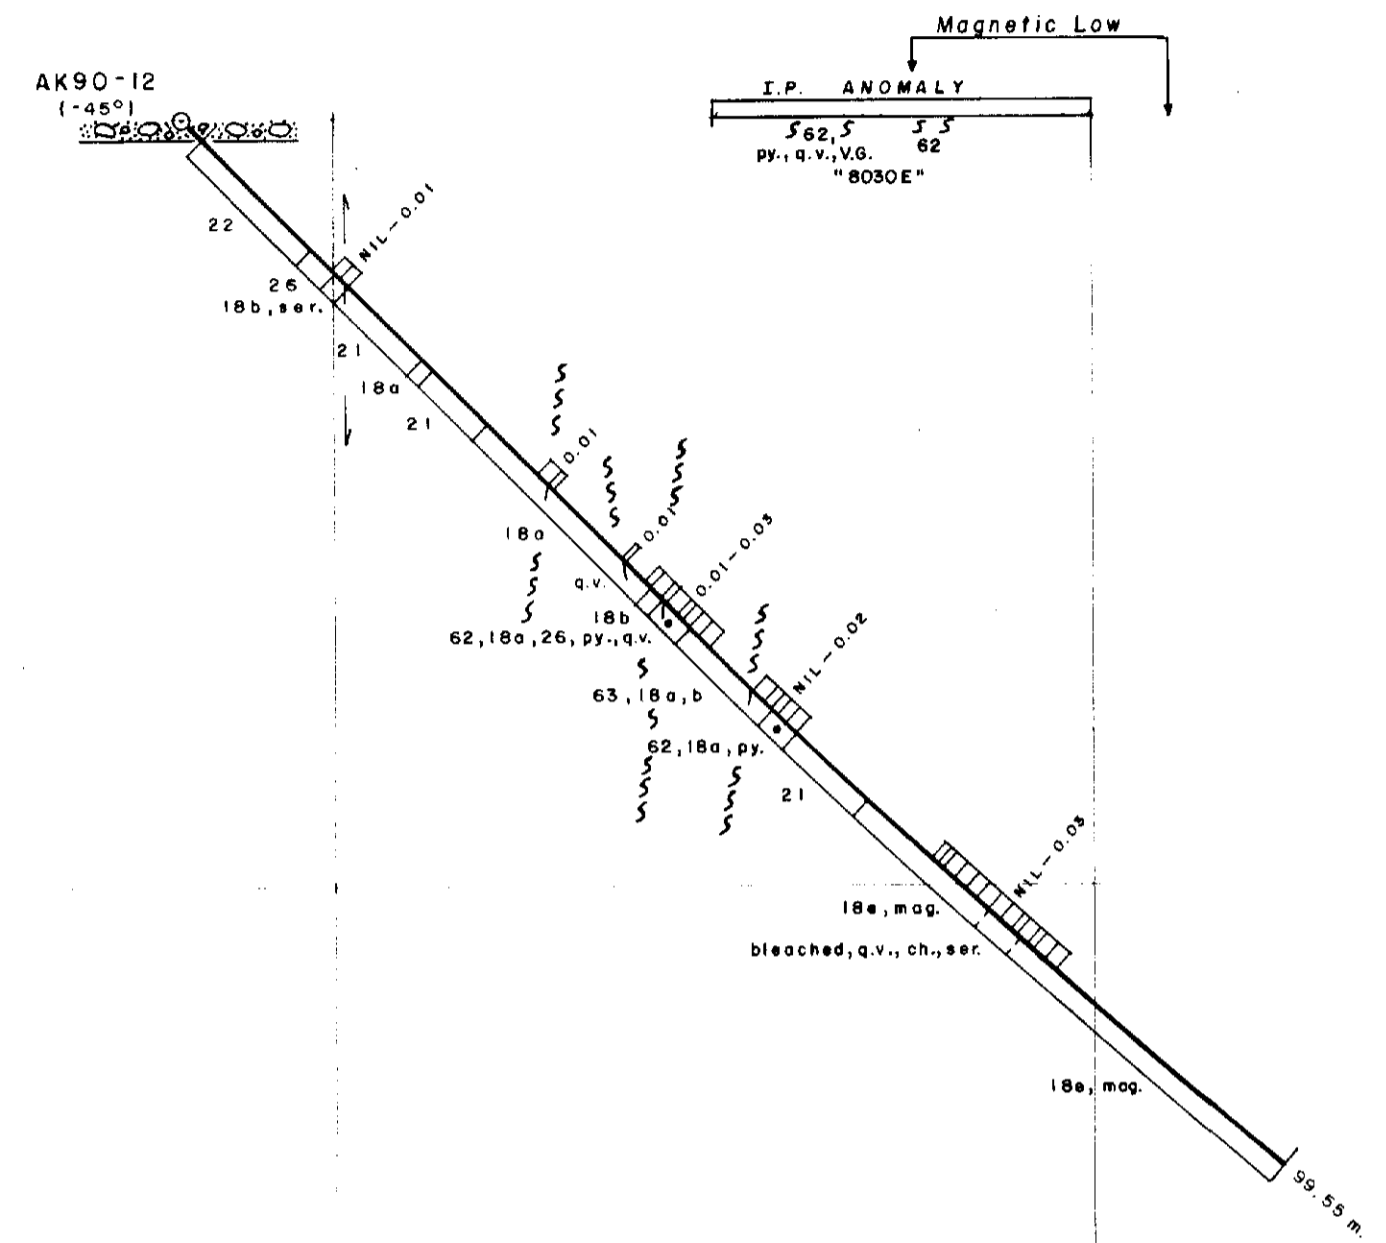 Magnetic Low
AK90-12
(-45°)
I.P. ANOMALY
62,
62
py., q.v., V.G.
"8030E"
22
NIL-0.01
26
18b, ser.
21
18a
21
0.01
18a
0.01
0.01-0.03
q.v.
18b
62, 18a, 26, py., q.v.
NIL-0.02
63, 18a, b
62, 18a, py.
21
NIL-0.03
18e, mag.
bleached, q.v., ch., ser.
18e, mag.
99.55 m.